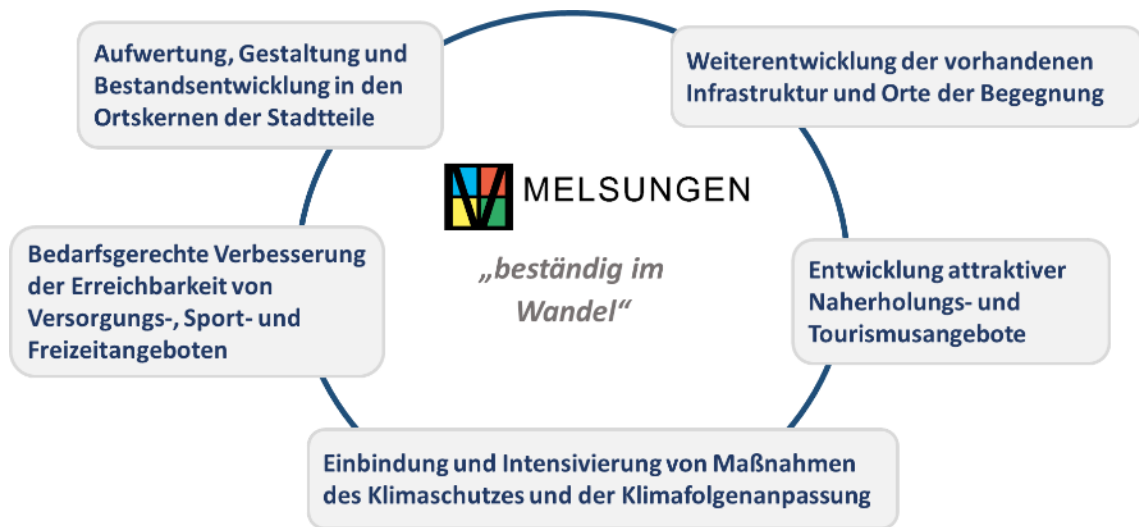 Aufwertung, Gestaltung und
Bestandsentwicklung in den
Ortskernen der Stadtteile
Weiterentwicklung der vorhandenen
Infrastruktur und Orte der Begegnung
MELSUNGEN
„beständig im
Wandel“
Bedarfsgerechte Verbesserung
der Erreichbarkeit von
Versorgungs-, Sport- und
Freizeitangeboten
Entwicklung attraktiver
Naherholungs- und
Tourismusangebote
Einbindung und Intensivierung von Maßnahmen
des Klimaschutzes und der Klimafolgenanpassung